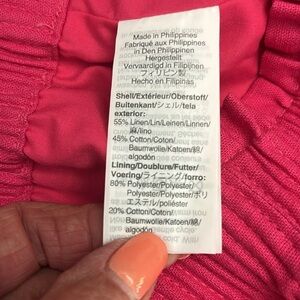 Made in Philippines
Fabriqué aux Philippines
in Den Philippinen
Hergestellt
Vervaardigd in Filipijnen
フィリピン製
Hecho en Filipinas
Shell/Extérieur/Oberstoff/
Buitenkant/シェル/tela
exterior:
55% Linen/Lin/Leinen/Linnen/
麻/lino
45% Cotton/Coton/
Baumwolle/Katoen/綿/
algodón
Lining/Doublure/Futter/
Voering/ライニング/forro:
80% Polyester/Polyester/
Polyester/Polyester/ポリ
エステル/poliéster
20% Cotton/Coton/
Baumwolle/Katoen/綿/
algodón